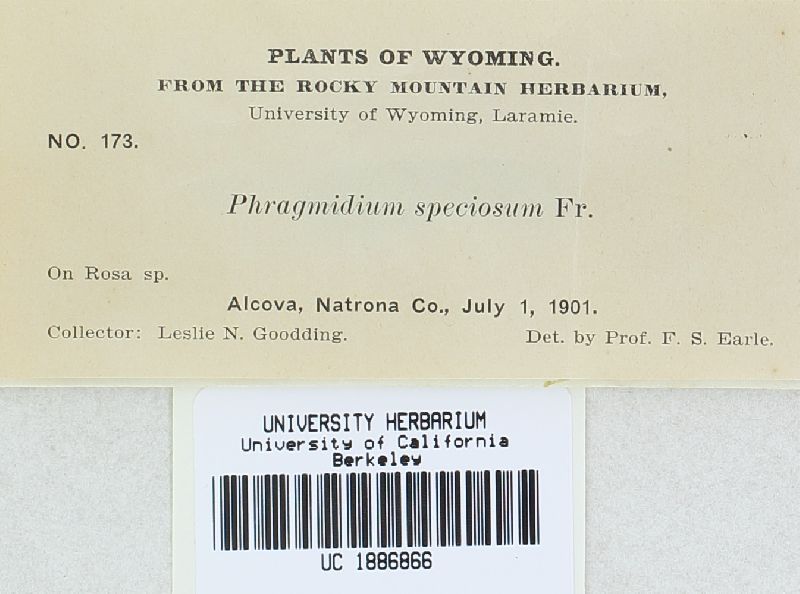 PLANTS OF WYOMING.
FROM THE ROCKY MOUNTAIN HERBARIUM,
University of Wyoming, Laramie.
NO. 173.
Phragmidium speciosum Fr.
On Rosa sp.
Alcova, Natrona Co., July 1, 1901.
Collector: Leslie N. Goodding. Det. by Prof. F. S. Earle.
UNIVERSITY HERBARIUM
University of California
Berkeley
UC 1886866